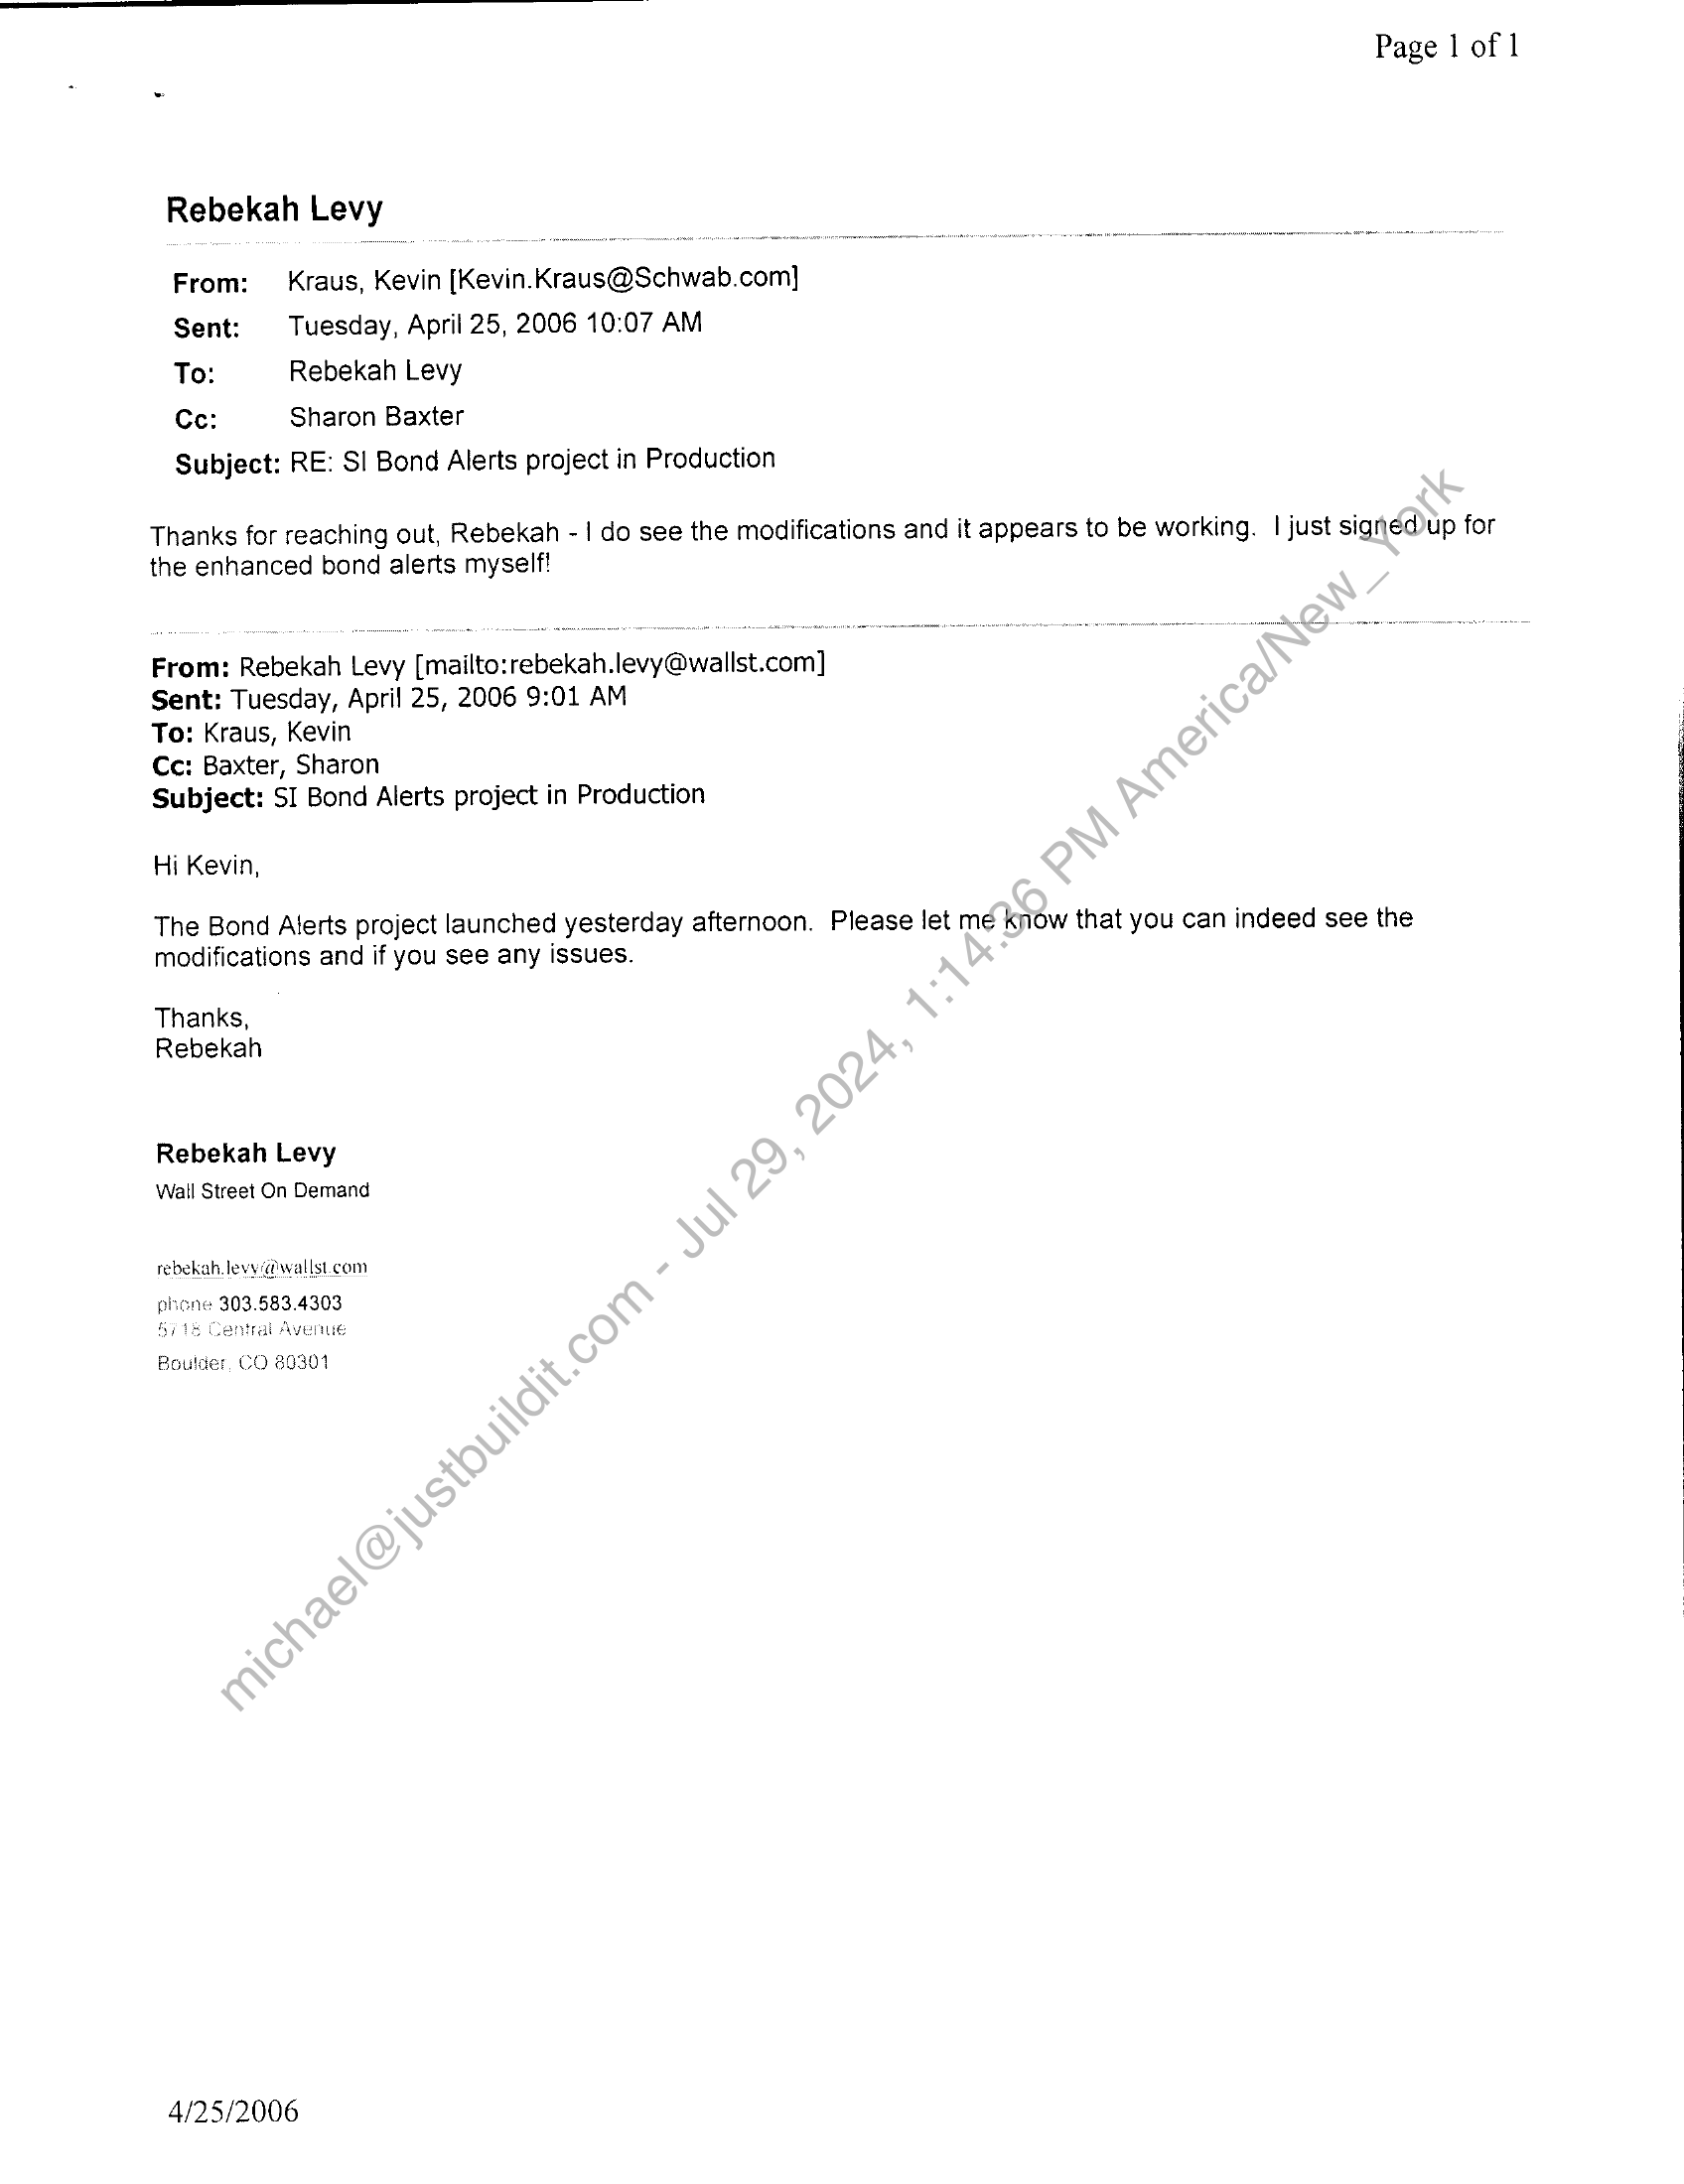 Page 1 of 1
Rebekah Levy
From: Kraus, Kevin [Kevin.Kraus@Schwab.com]
Sent: Tuesday, April 25, 2006 10:07 AM
To: Rebekah Levy
Cc: Sharon Baxter
Subject: RE: SI Bond Alerts project in Production
Thanks for reaching out, Rebekah - I do see the modifications and it appears to be working. I just signed up for
the enhanced bond alerts myself!
From: Rebekah Levy [mailto:rebekah.levy@wallst.com]
Sent: Tuesday, April 25, 2006 9:01 AM
To: Kraus, Kevin
Cc: Baxter, Sharon
Subject: SI Bond Alerts project in Production
Hi Kevin,
The Bond Alerts project launched yesterday afternoon. Please let me know that you can indeed see the
modifications and if you see any issues.
Thanks,
Rebekah
Rebekah Levy
Wall Street On Demand
rebekah.levy@wallst.com
phone 303.583.4303
5718 Central Avenue
Boulder, CO 80301
michael@justbuildit.com - Jul 29, 2024, 1:14:36 PM America/New_York
4/25/2006